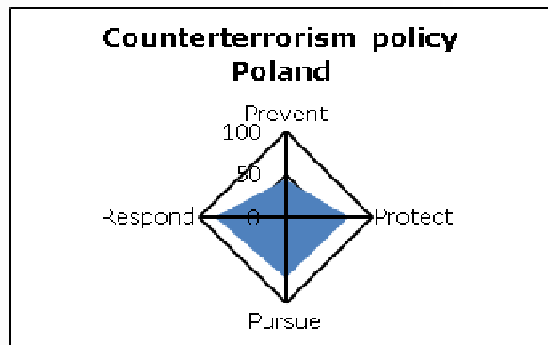 Counterterrorism policy
Poland
Prevent
100
50
Respond 0 Protect
Pursue